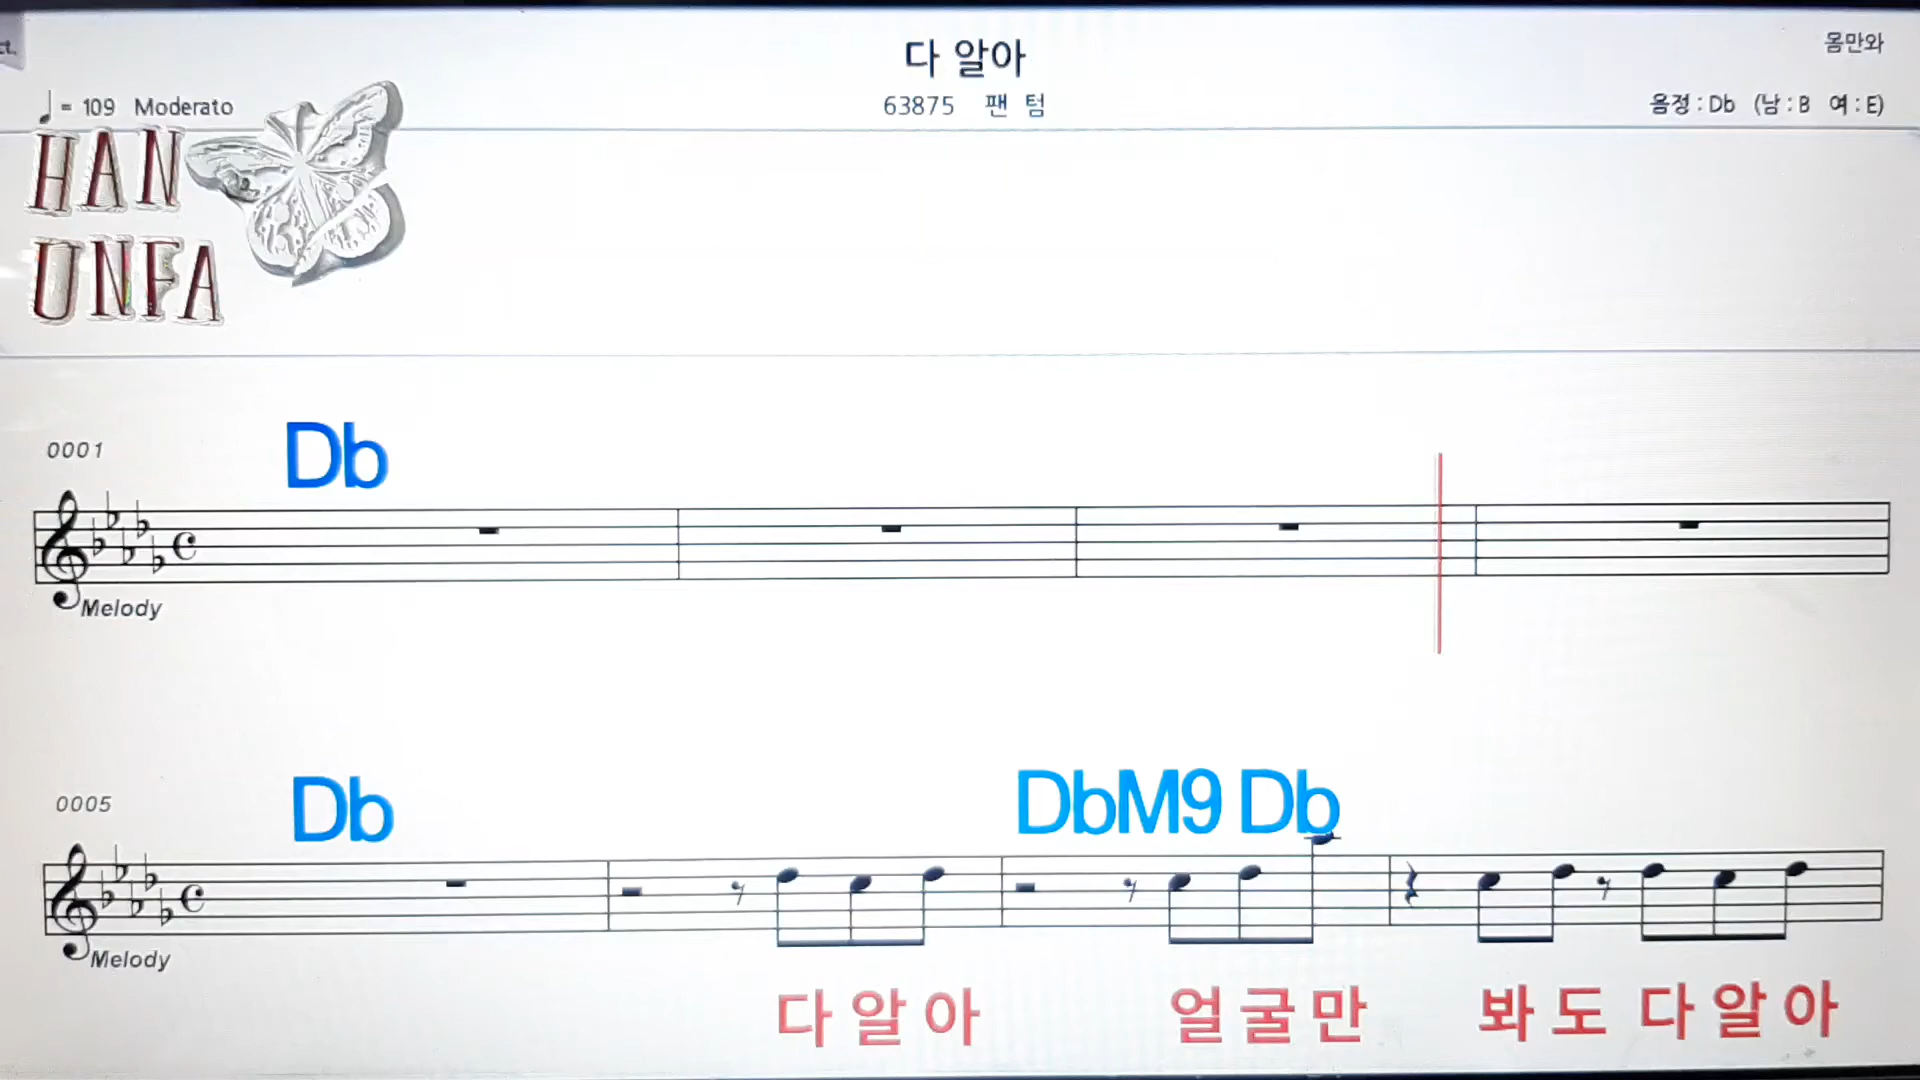 ct.
다 알아
몸만와
♩ = 109 Moderato
63875 팬 텀
음정 : Db (남 : B 여 : E)
HAN
UNFA
0001
Db
Melody
0005
Db DbM9 Db
Melody
다 알 아 얼 굴 만 봐 도 다 알 아